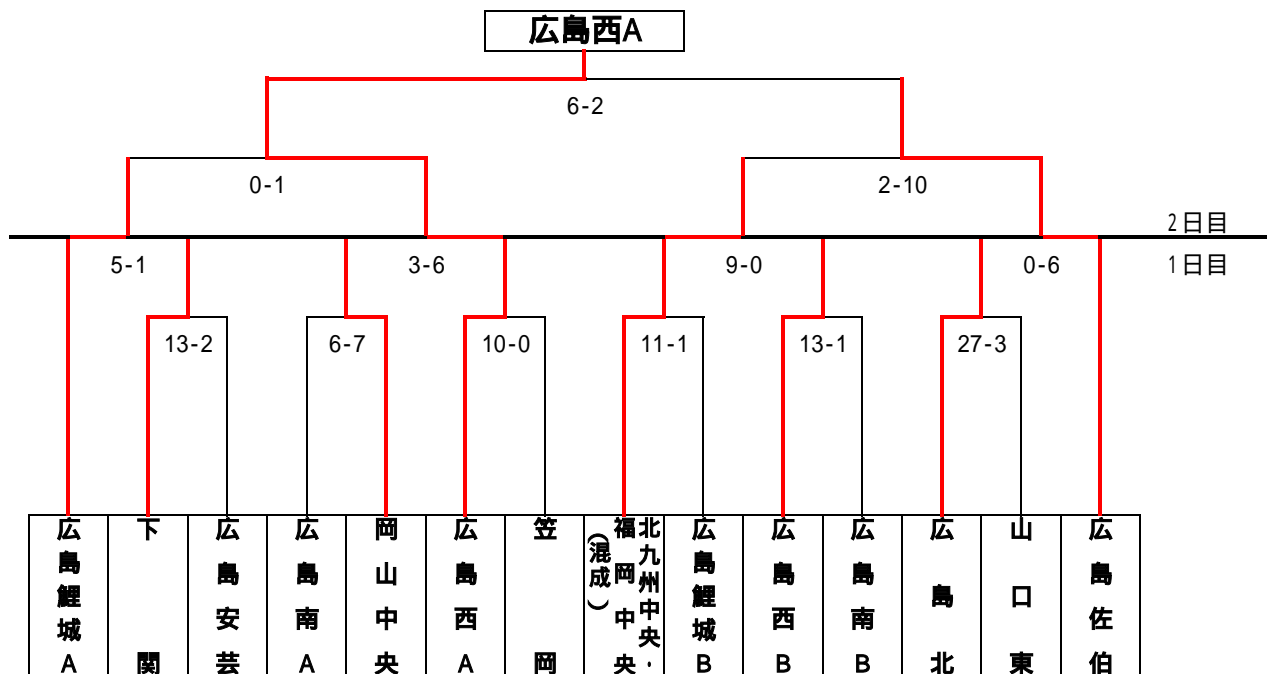 広島西A
6-2
0-1
2-10
2日目
5-1
3-6
9-0
0-6
1日目
13-2
6-7
10-0
11-1
13-1
27-3
広島鯉城A
下関
広島安芸
広島南A
岡山中央
広島西A
笠岡
北九州中央・
福岡中央
(混成)
広島鯉城B
広島西B
広島南B
広島北
山口東
広島佐伯